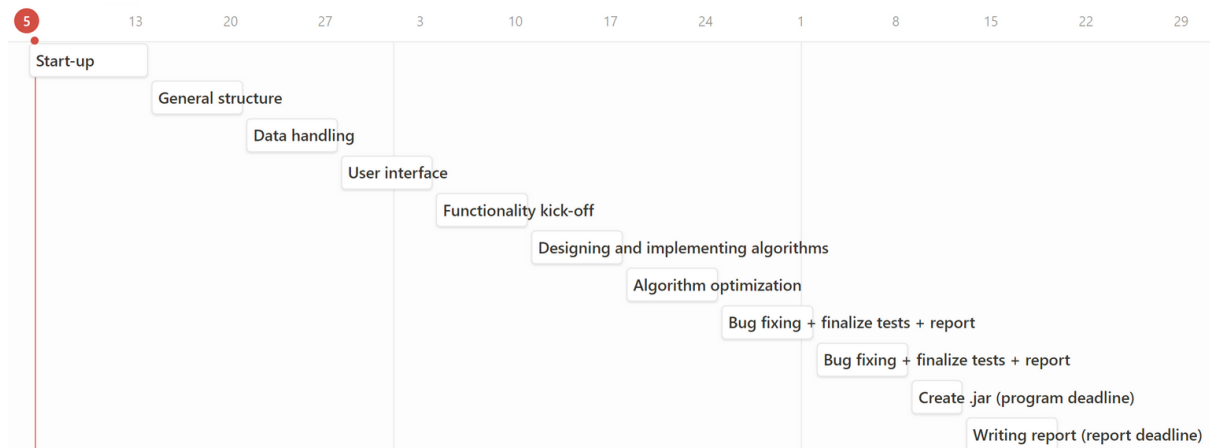 5 13 20 27 3 10 17 24 1 8 15 22 29
Start-up
General structure
Data handling
User interface
Functionality kick-off
Designing and implementing algorithms
Algorithm optimization
Bug fixing + finalize tests + report
Bug fixing + finalize tests + report
Create .jar (program deadline)
Writing report (report deadline)